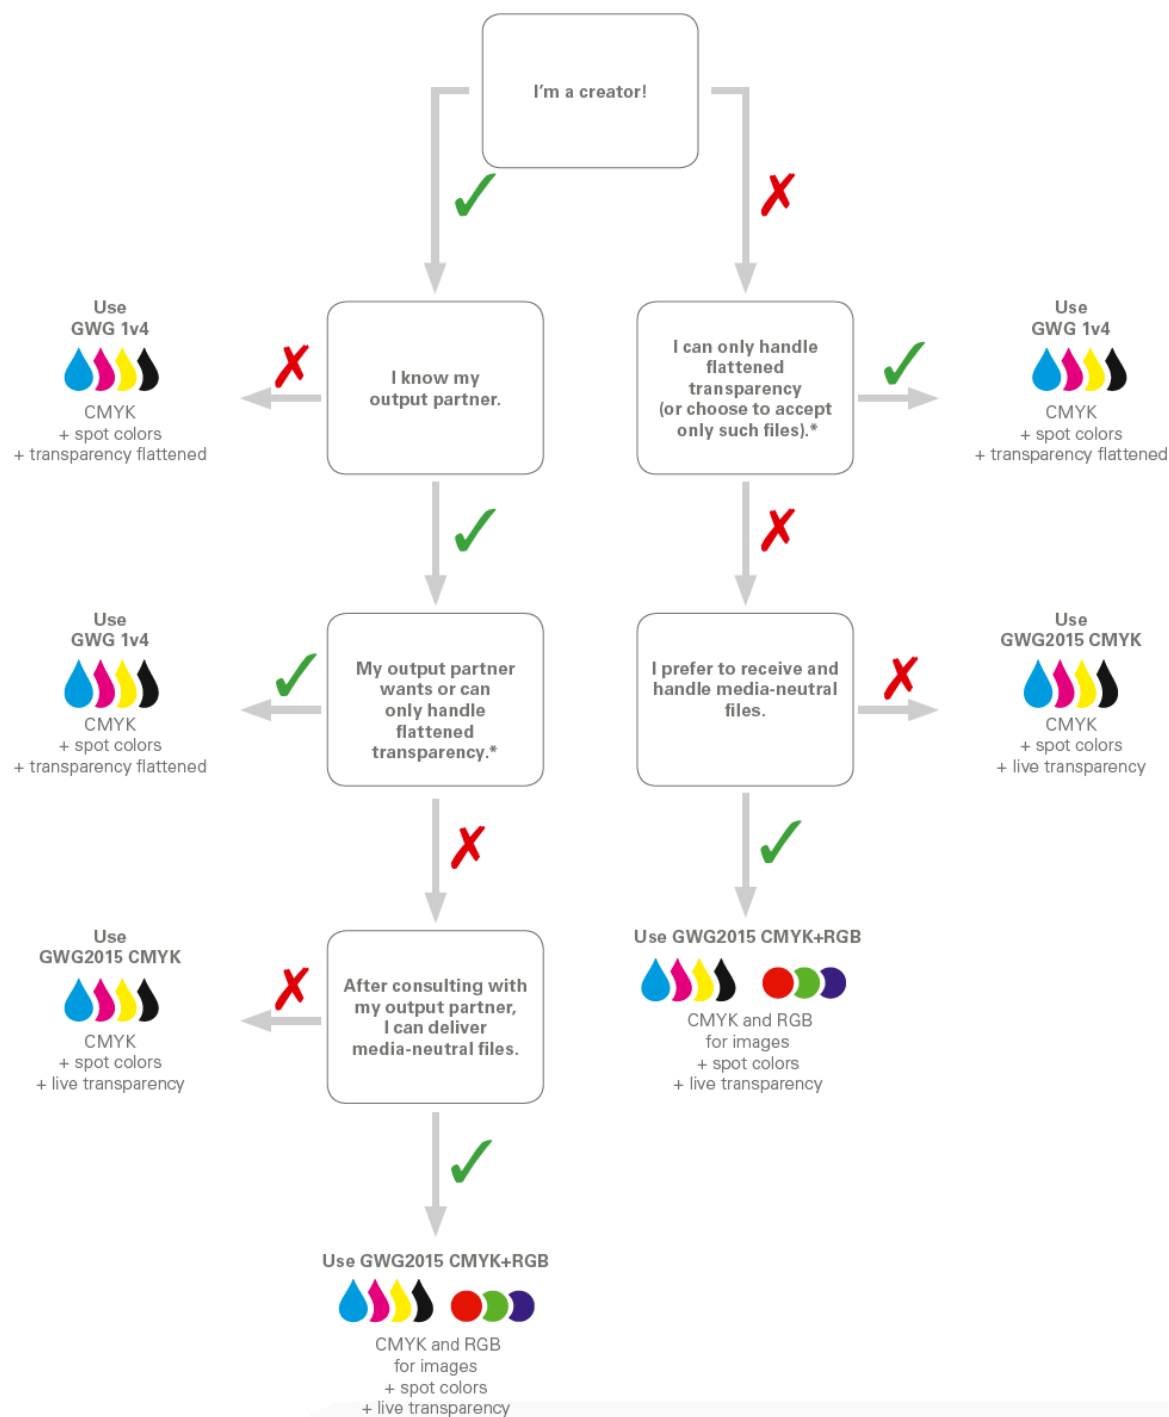 I'm a creator!
Use
GWG 1v4
CMYK
+ spot colors
+ transparency flattened
I know my
output partner.
I can only handle
flattened
transparency
(or choose to accept
only such files).*
Use
GWG 1v4
CMYK
+ spot colors
+ transparency flattened
Use
GWG 1v4
CMYK
+ spot colors
+ transparency flattened
My output partner
wants or can
only handle
flattened
transparency.*
I prefer to receive and
handle media-neutral
files.
Use
GWG2015 CMYK
CMYK
+ spot colors
+ live transparency
Use
GWG2015 CMYK
CMYK
+ spot colors
+ live transparency
After consulting with
my output partner,
I can deliver
media-neutral files.
Use GWG2015 CMYK+RGB
CMYK and RGB
for images
+ spot colors
+ live transparency
Use GWG2015 CMYK+RGB
CMYK and RGB
for images
+ spot colors
+ live transparency